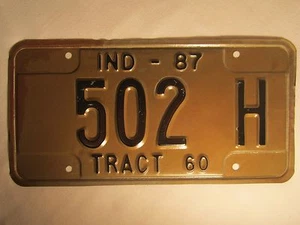 IND - 87
502 H
TRACT 60